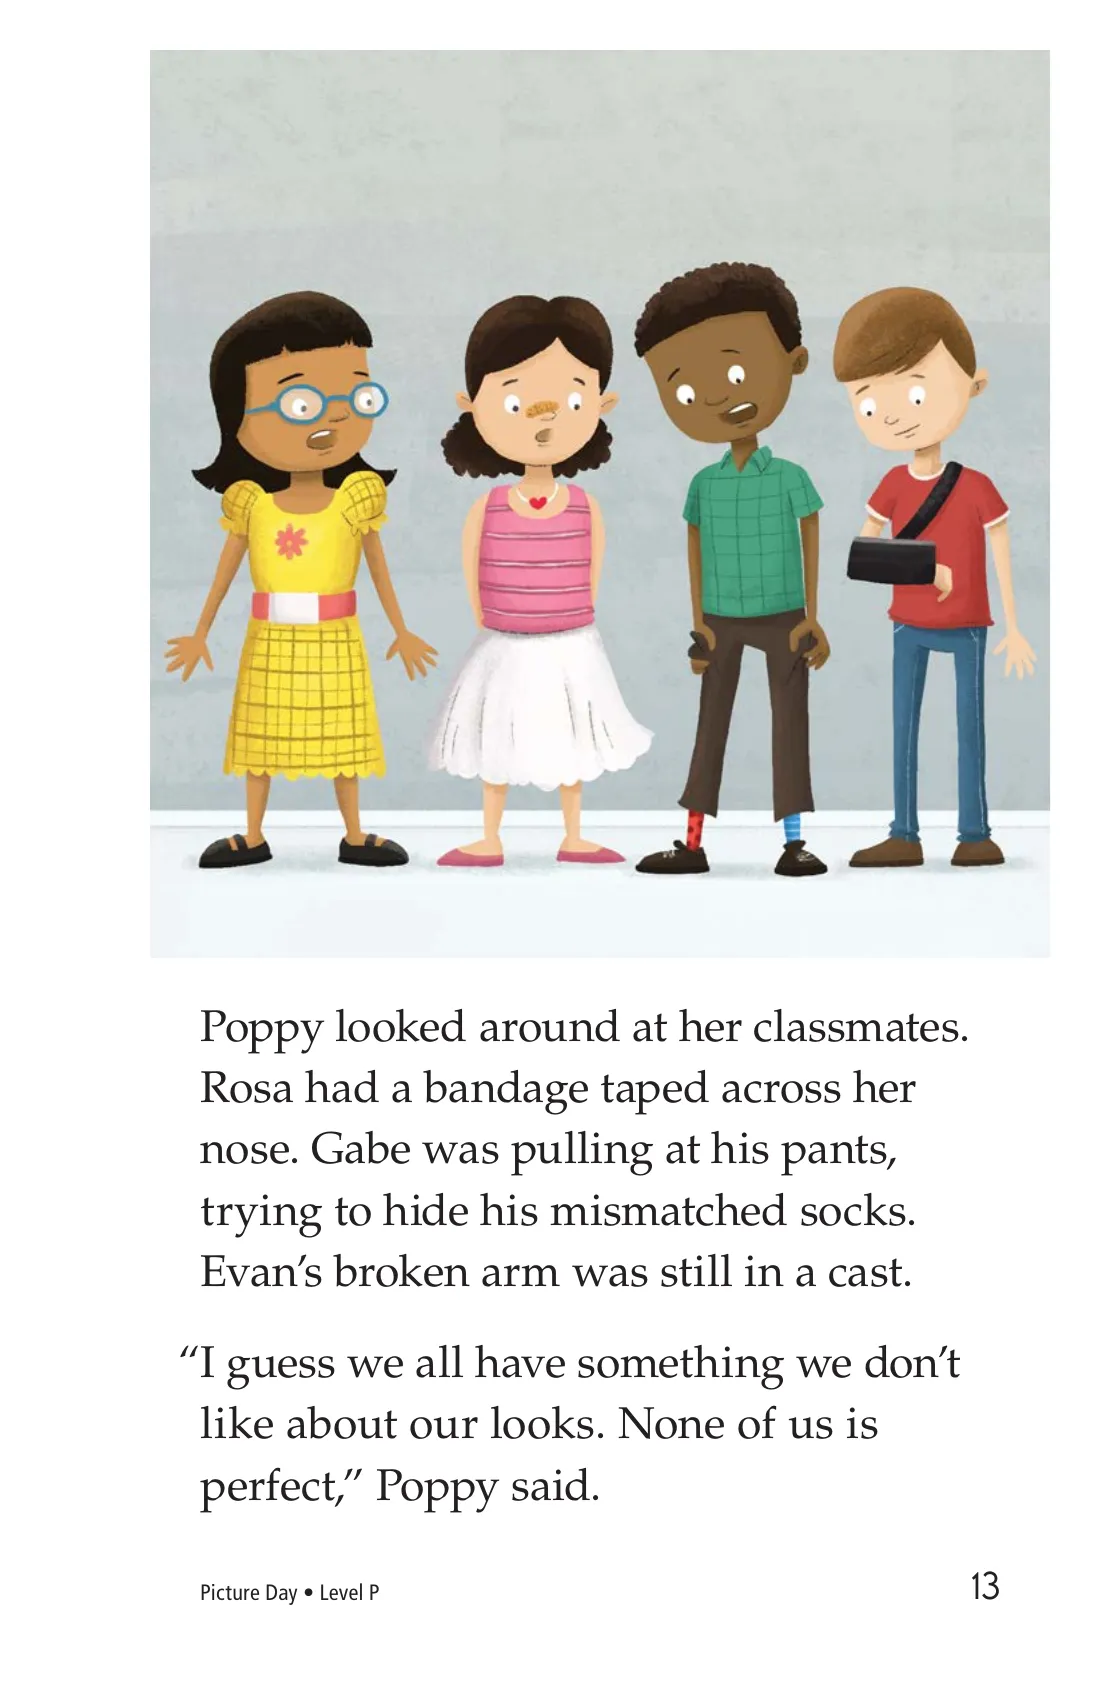 Poppy looked around at her classmates.
Rosa had a bandage taped across her
nose. Gabe was pulling at his pants,
trying to hide his mismatched socks.
Evan’s broken arm was still in a cast.
“I guess we all have something we don’t
like about our looks. None of us is
perfect,” Poppy said.
Picture Day • Level P
13